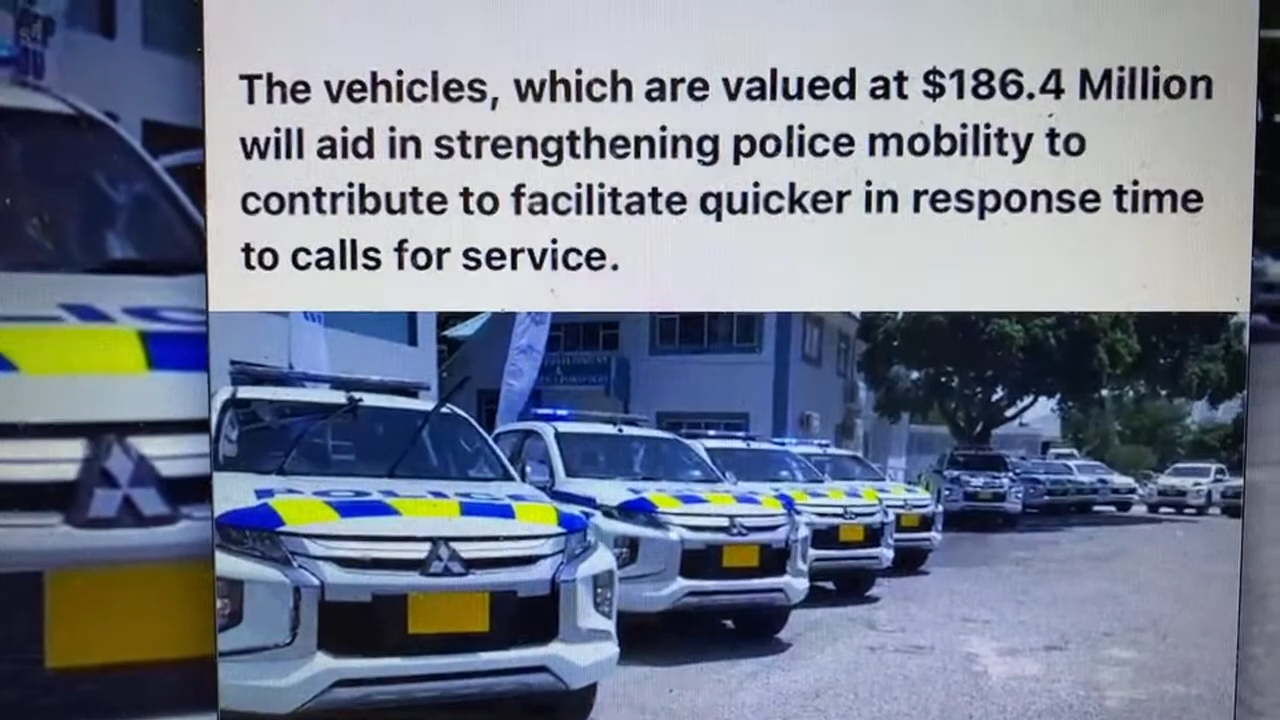 The vehicles, which are valued at $186.4 Million
will aid in strengthening police mobility to
contribute to facilitate quicker in response time
to calls for service.
POLICE